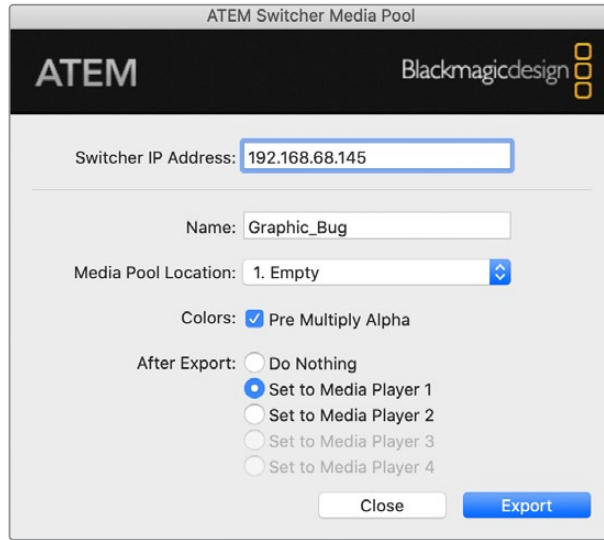 ATEM Switcher Media Pool
ATEM Blackmagicdesign
Switcher IP Address: 192.168.68.145
Name: Graphic_Bug
Media Pool Location: 1. Empty
Colors: Pre Multiply Alpha
After Export: Do Nothing
Set to Media Player 1
Set to Media Player 2
Set to Media Player 3
Set to Media Player 4
Close Export